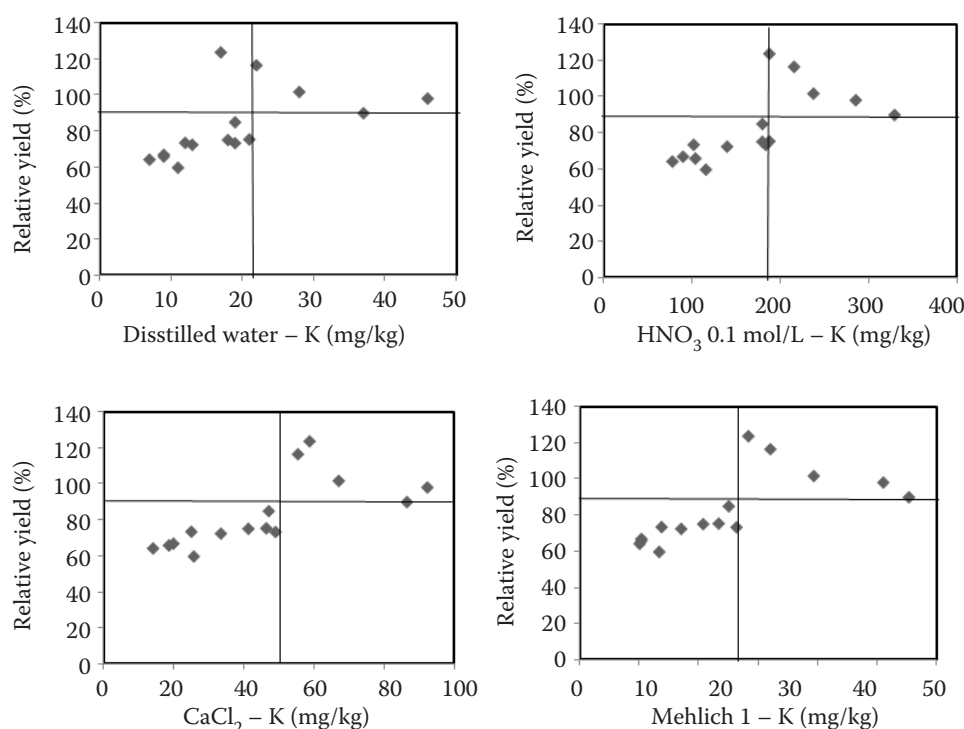 140
120
100
80
60
40
20
0
Relative yield (%)
0 10 20 30 40 50
Disstilled water – K (mg/kg)
140
120
100
80
60
40
20
0
Relative yield (%)
0 100 200 300 400
HNO3 0.1 mol/L – K (mg/kg)
140
120
100
80
60
40
20
0
Relative yield (%)
0 20 40 60 80 100
CaCl2 – K (mg/kg)
140
120
100
80
60
40
20
0
Relative yield (%)
0 10 20 30 40 50
Mehlich 1 – K (mg/kg)